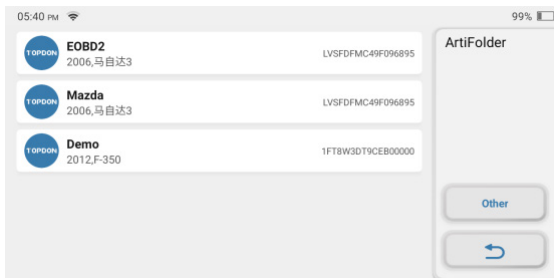 05:40 PM
99%
TOPDON
EOBD2
2006,马自达3
LVSFDFMC49F096895
TOPDON
Mazda
2006,马自达3
LVSFDFMC49F096895
TOPDON
Demo
2012,F-350
1FT8W3DT9CEB00000
ArtiFolder
Other